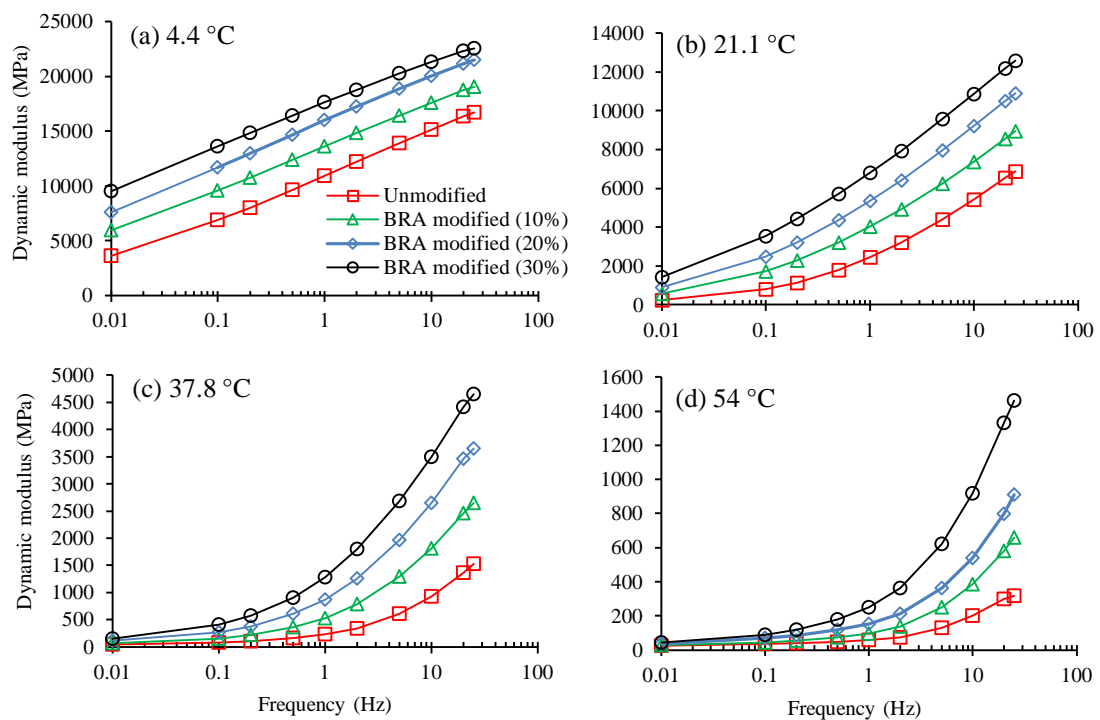 (a) 4.4 °C
Dynamic modulus (MPa)
25000
20000
15000
10000
5000
0
0.01 0.1 1 10 100
Unmodified
BRA modified (10%)
BRA modified (20%)
BRA modified (30%)
(b) 21.1 °C
14000
12000
10000
8000
6000
4000
2000
0
0.01 0.1 1 10 100
(c) 37.8 °C
Dynamic modulus (MPa)
5000
4500
4000
3500
3000
2500
2000
1500
1000
500
0
0.01 0.1 1 10 100
Frequency (Hz)
(d) 54 °C
1600
1400
1200
1000
800
600
400
200
0
0.01 0.1 1 10 100
Frequency (Hz)